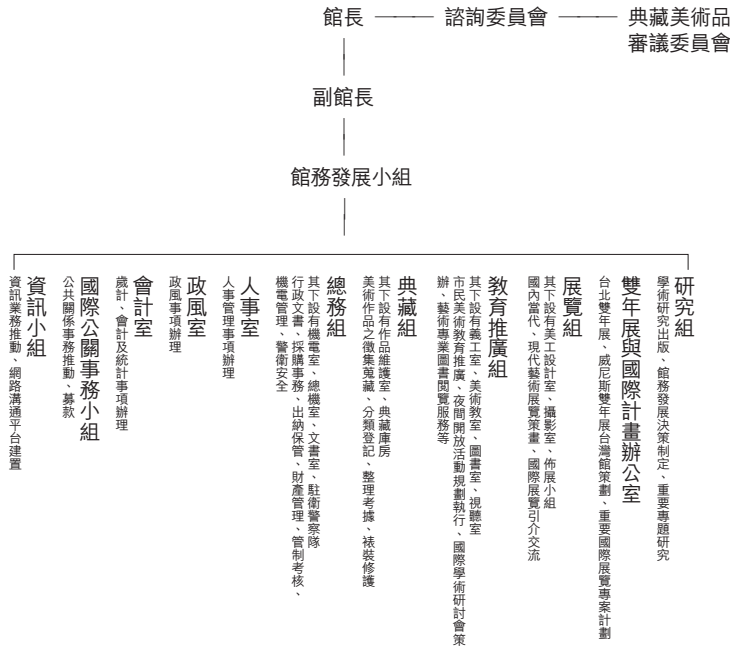 館長
諮詢委員會
典藏美術品
審議委員會
副館長
館務發展小組
研究組
學術研究出版、館務發展決策制定、重要專題研究
雙年展與國際計畫辦公室
台北雙年展、威尼斯雙年展台灣館策劃、重要國際展覽專案計劃
展覽組
其下設有美工設計室、攝影室、佈展小組
國內當代、現代藝術展覽策畫、國際展覽引介交流
教育推廣組
其下設有義工室、美術教室、圖書室、視聽室
市民美術教育推廣、夜間開放活動規劃執行、國際學術研討會策
辦、藝術專業圖書閱覽服務等
典藏組
其下設有作品維護室、典藏庫房
美術作品之徵集蒐藏、分類登記、整理考據、裱裝修護
總務組
其下設有機電室、總機室、文書室、駐衛警察隊
行政文書、採購事務、出納保管、財產管理、管制考核、
機電管理、警衛安全
人事室
人事管理事項辦理
政風室
政風事項辦理
會計室
歲計、會計及統計事項辦理
國際公關事務小組
公共關係事務推動、募款
資訊小組
資訊業務推動、網路溝通平台建置